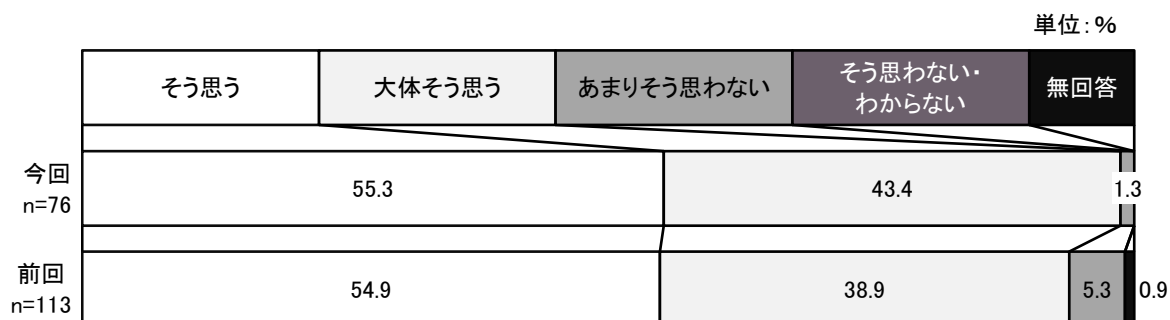 単位：％
そう思う
大体そう思う
あまりそう思わない
そう思わない・
わからない
無回答
今回
n=76
55.3
43.4
1.3
前回
n=113
54.9
38.9
5.3
0.9